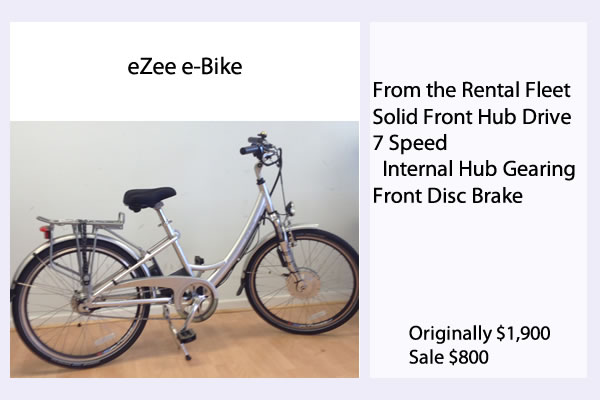 eZee e-Bike
From the Rental Fleet
Solid Front Hub Drive
7 Speed
Internal Hub Gearing
Front Disc Brake
Originally $1,900
Sale $800